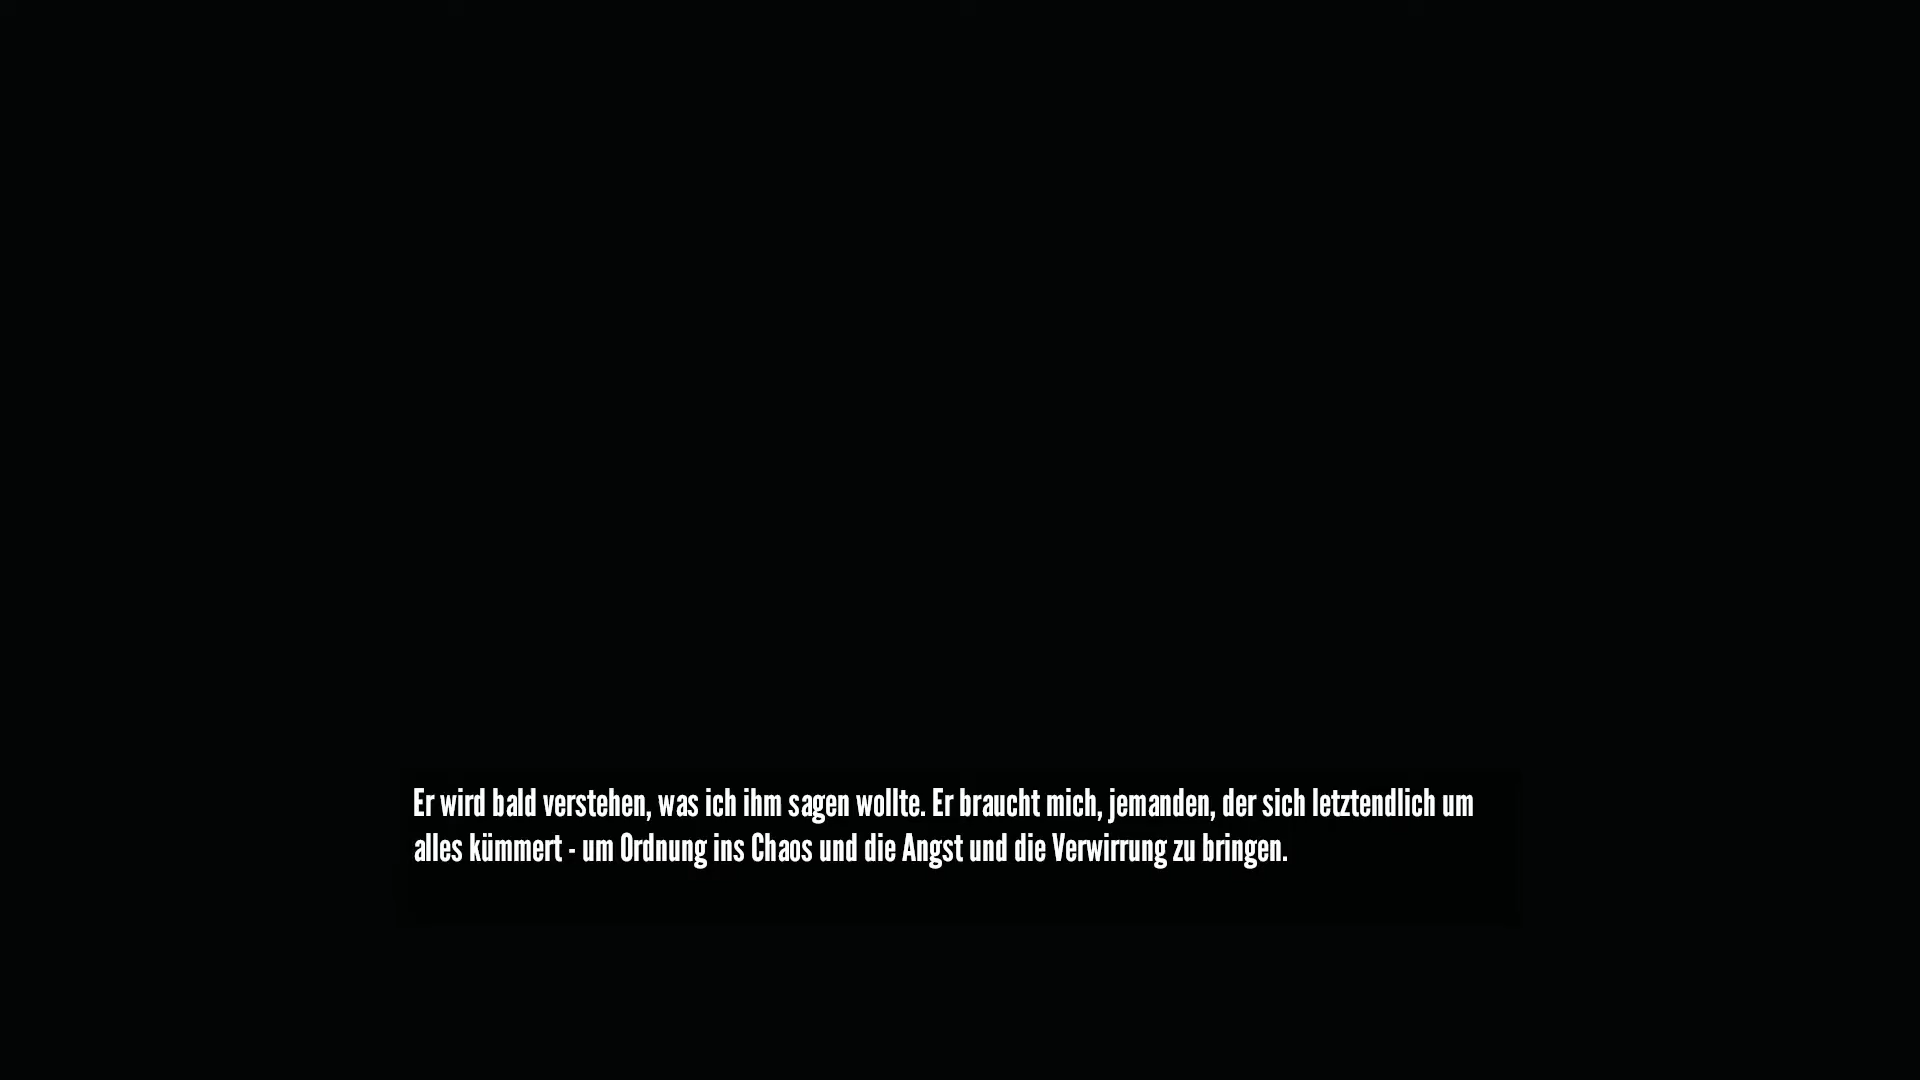 Er wird bald verstehen, was ich ihm sagen wollte. Er braucht mich, jemanden, der sich letztendlich um
alles kümmert - um Ordnung ins Chaos und die Angst und die Verwirrung zu bringen.